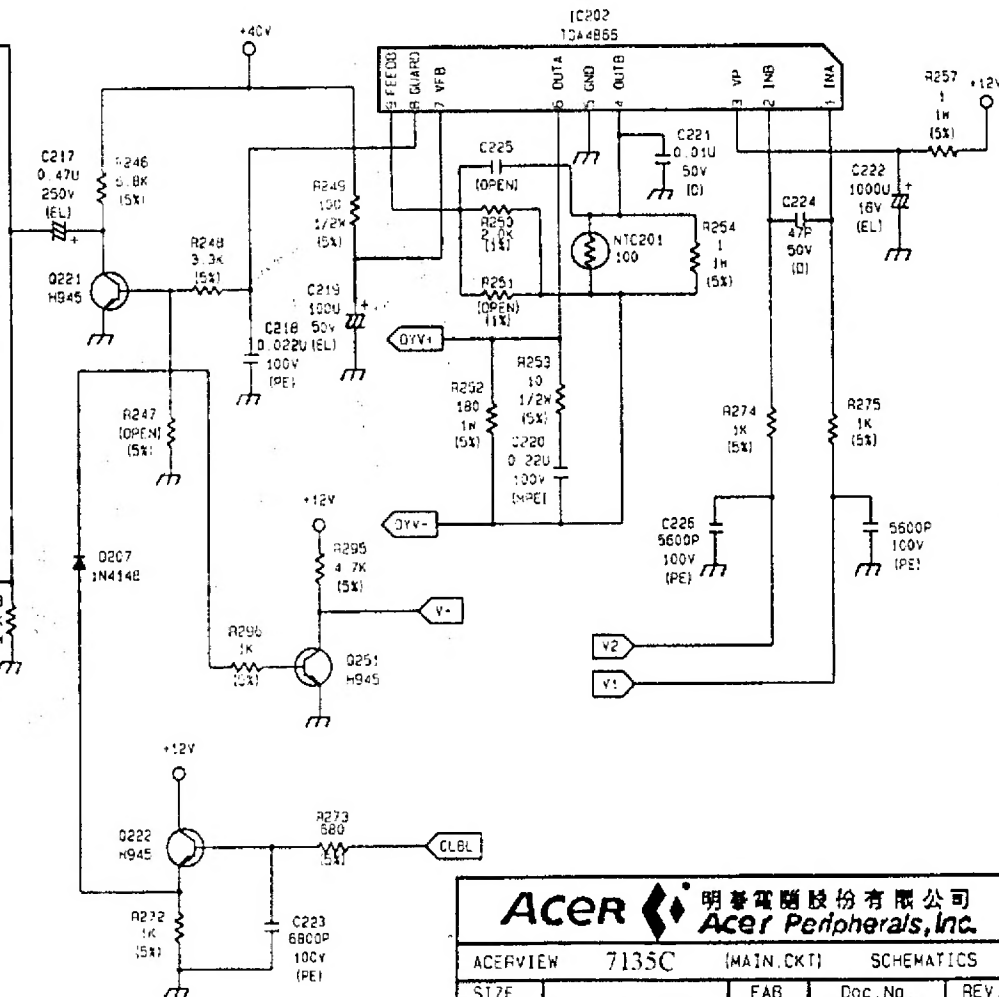 IC202
TDA4866
+40V
9 FEEDB
8 GUARD
7 VFB
6 OUTA
5 GND
4 OUTB
3 VP
2 INB
1 INA
R257
1
1W
(5%)
+12V
C217
0.47U
250V
(EL)
+
R246
5.8K
(5%)
R249
100
1/2W
(5%)
C225
(OPEN)
C221
0.01U
50V
(D)
R250
2.0K
(1%)
NTC201
100
R254
1
1W
(5%)
C224
47P
50V
(D)
C222
1000U
16V
(EL)
+
R248
3.3K
(5%)
Q221
H945
R251
(OPEN)
(1%)
C219
100U
50V
(EL)
+
C218
0.022U
100V
(PE)
DYV+
R252
180
1W
(5%)
R253
10
1/2W
(5%)
C220
0.22U
100V
(MPE)
DYV-
R247
(OPEN)
(5%)
R274
1K
(5%)
R275
1K
(5%)
C226
5600P
100V
(PE)
5600P
100V
(PE)
+12V
R295
4.7K
(5%)
D207
1N4148
V+
R296
1K
(5%)
Q251
H945
V2
V1
+12V
Q222
H945
R273
680
(5%)
CLBL
R272
1K
(5%)
C223
6800P
100V
(PE)
Acer 明碁電腦股份有限公司
Acer Peripherals, Inc.
ACERVIEW 7135C (MAIN.CKT) SCHEMATICS
SIZE FAB Doc.No REV.